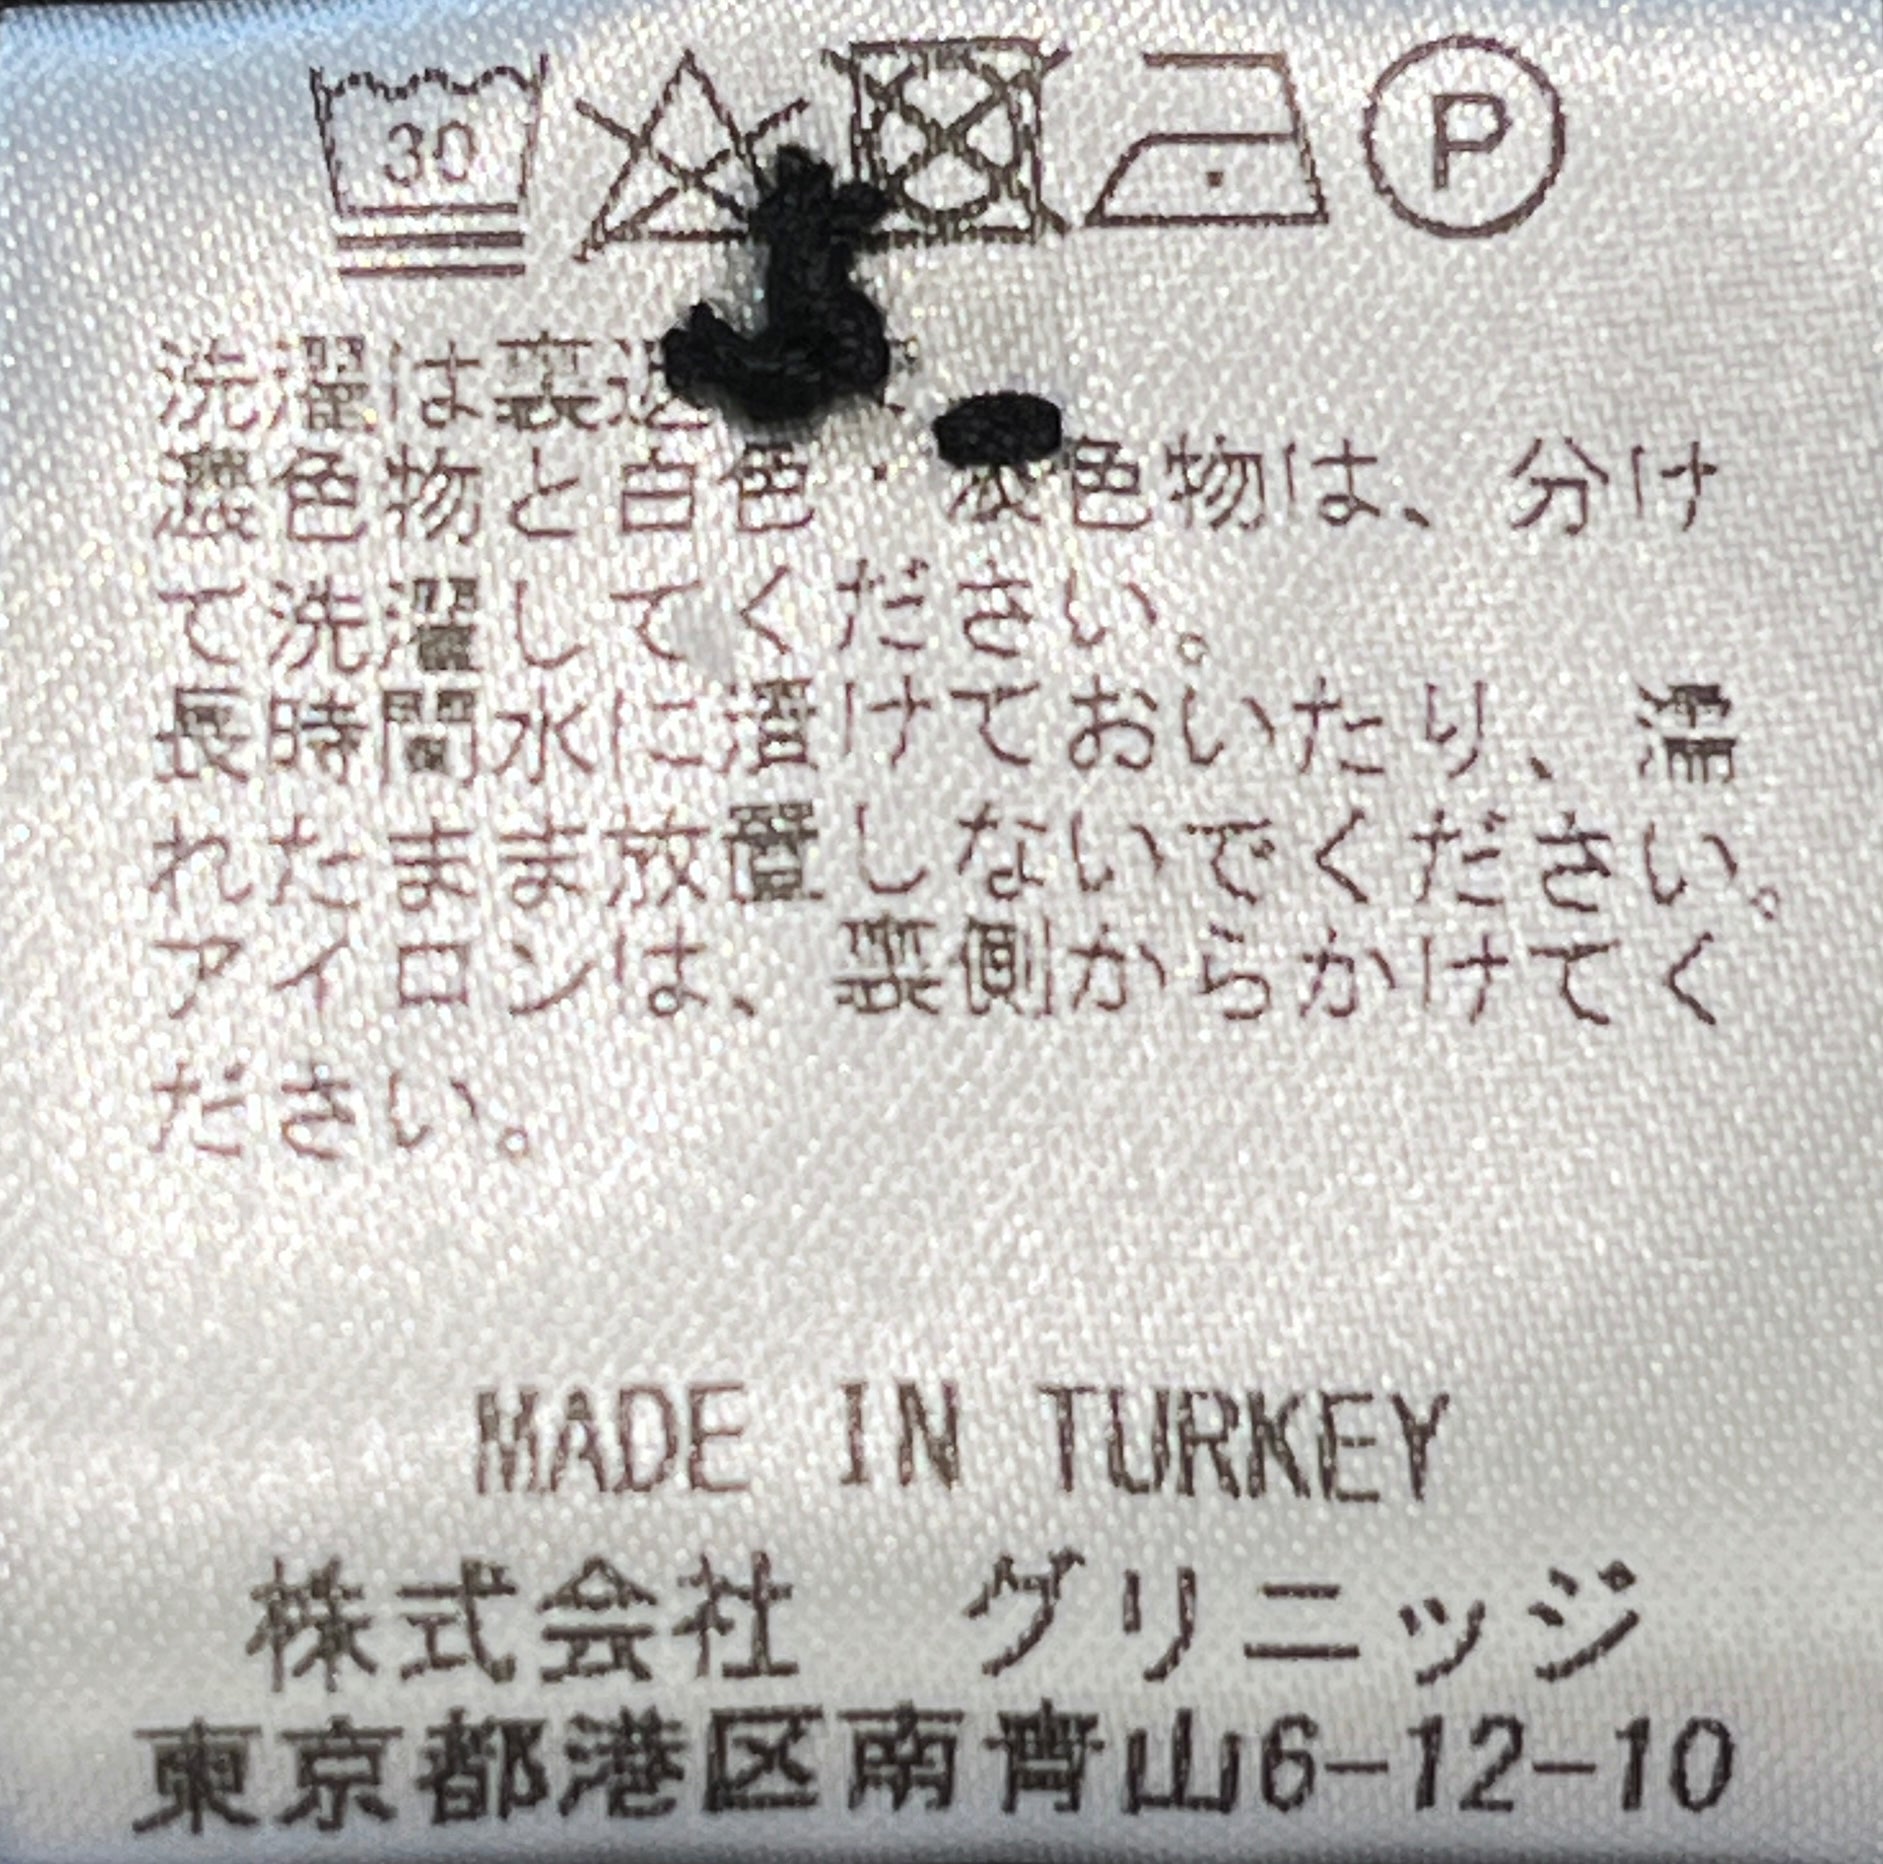 30 P
洗濯は裏返
濃色物と白色・淡色物は、分け
て洗濯してください。
長時間水に漬けておいたり、濡
れたまま放置しないでください。
アイロンは、裏側からかけてく
ださい。
MADE IN TURKEY
株式会社 グリニッジ
東京都港区南青山6-12-10